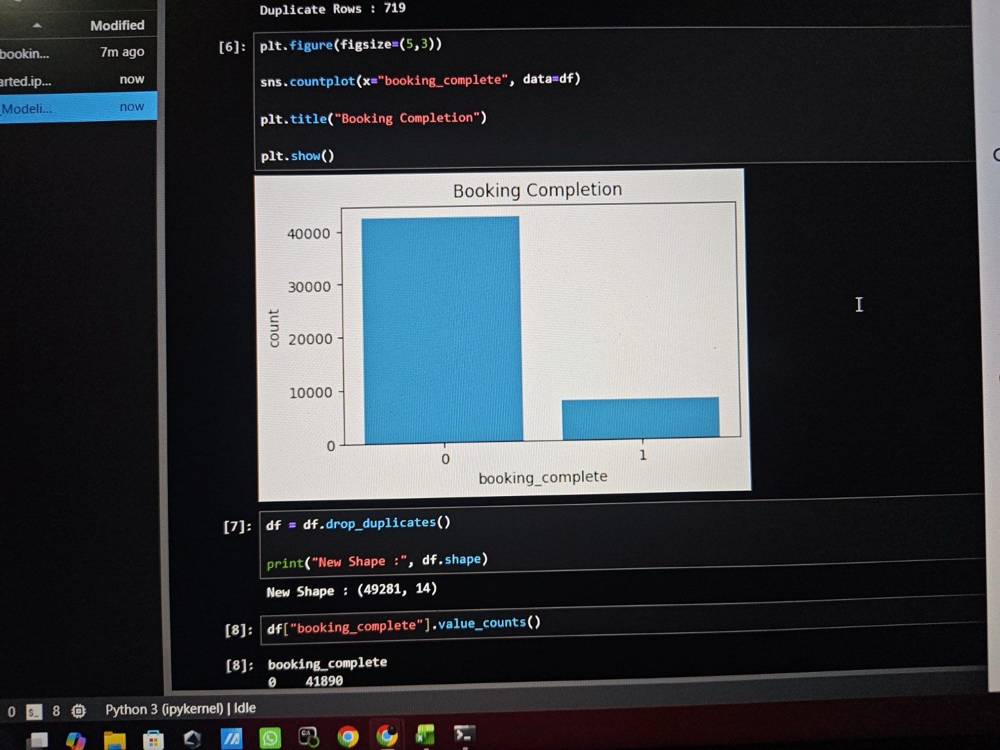 Duplicate Rows : 719
Modified
bookin... 7m ago
arted.ip... now
_Modeli... now
[6]: plt.figure(figsize=(5,3))
sns.countplot(x="booking_complete", data=df)
plt.title("Booking Completion")
plt.show()
Booking Completion
40000
30000
20000
10000
0
count
0 1
booking_complete
[7]: df = df.drop_duplicates()
print("New Shape :", df.shape)
New Shape : (49281, 14)
[8]: df["booking_complete"].value_counts()
[8]: booking_complete
0 41890
0 $_ 8 Python 3 (ipykernel) | Idle